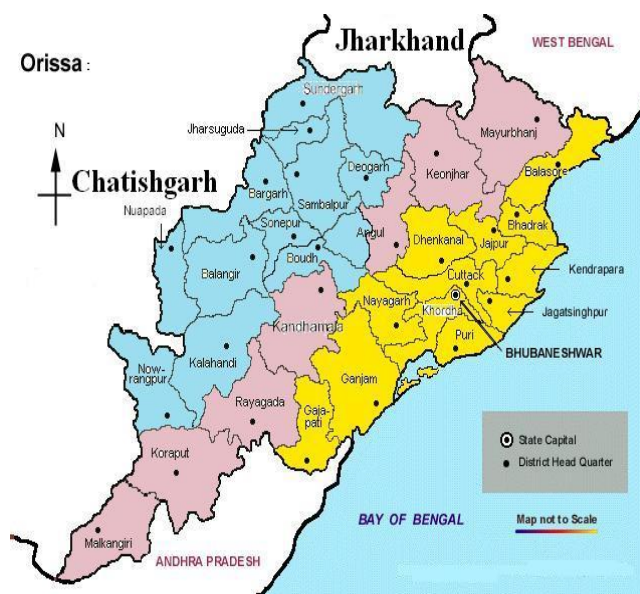 Jharkhand
WEST BENGAL
Orissa :
Sundergarh
Jharsuguda
Mayurbhanj
N
Deogarh
Keonjhar
Balasore
Chatishgarh
Bargarh
Sambalpur
Nuapada
Sonepur
Angul
Bhadrak
Dhenkanal
Jajpur
Boudh
Balangir
Cuttack
Kendrapara
Nayagarh
Khordha
Jagatsinghpur
Kandhamala
Puri
BHUBANESHWAR
Kalahandi
Now-
rangpur
Ganjam
Rayagada
Gaja-
pati
State Capital
Koraput
District Head Quarter
BAY OF BENGAL
Map not to Scale
Malkangiri
ANDHRA PRADESH